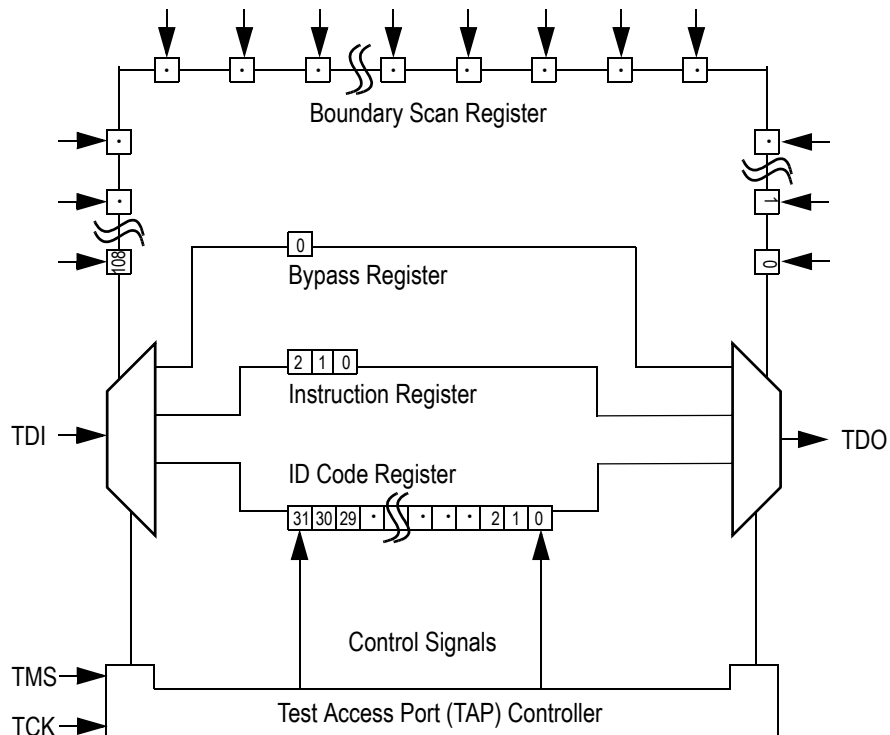 Boundary Scan Register
1
108
0
0
Bypass Register
2 1 0
Instruction Register
TDI
TDO
ID Code Register
31 30 29 · · · · 2 1 0
Control Signals
TMS
Test Access Port (TAP) Controller
TCK